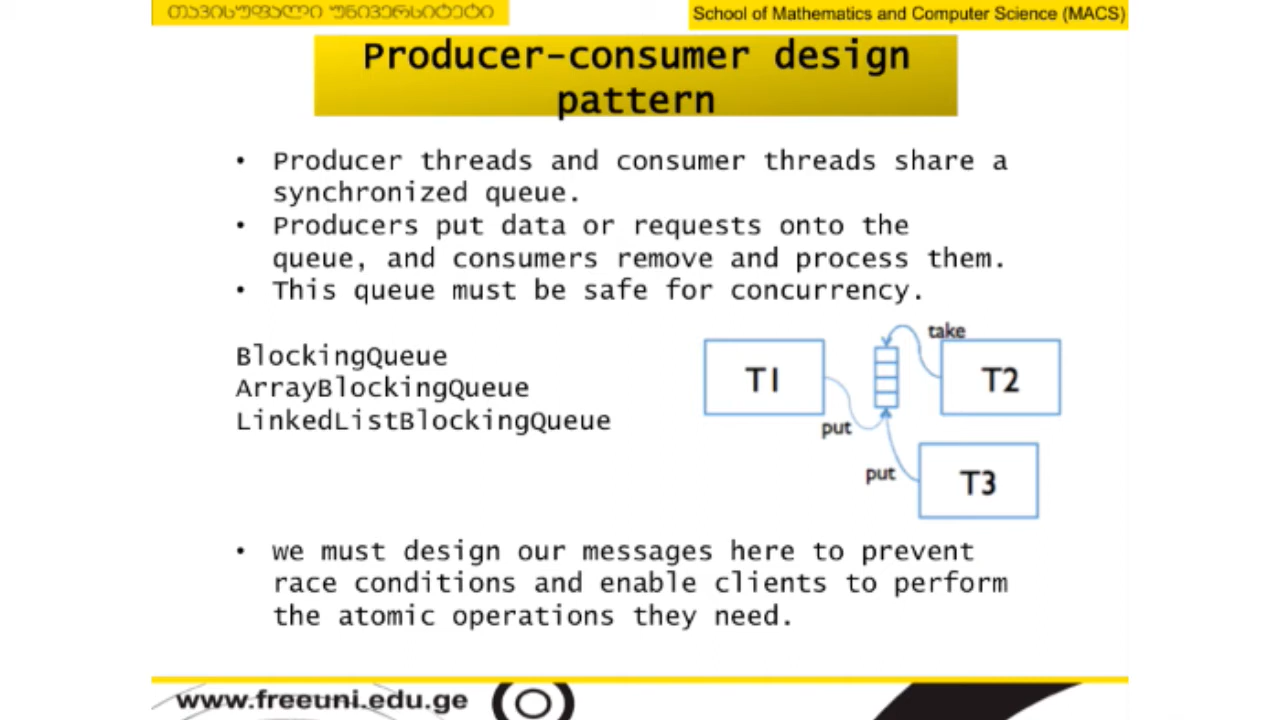 თავისუფალი უნივერსიტეტი
School of Mathematics and Computer Science (MACS)
Producer-consumer design
pattern
• Producer threads and consumer threads share a
synchronized queue.
• Producers put data or requests onto the
queue, and consumers remove and process them.
• This queue must be safe for concurrency.
BlockingQueue
ArrayBlockingQueue
LinkedListBlockingQueue
take
T1
T2
put
put
T3
• we must design our messages here to prevent
race conditions and enable clients to perform
the atomic operations they need.
www.freeuni.edu.ge